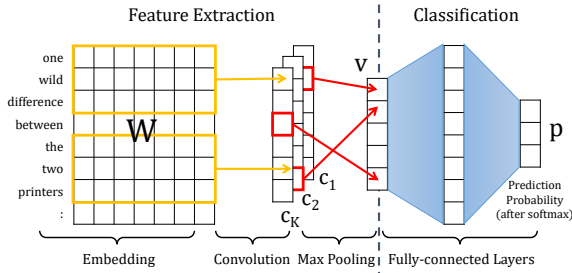 Feature Extraction
Classification
one
wild
difference
between
the
two
printers
:
W
c1
c2
cK
v
p
Prediction
Probability
(after softmax)
Embedding
Convolution
Max Pooling
Fully-connected Layers